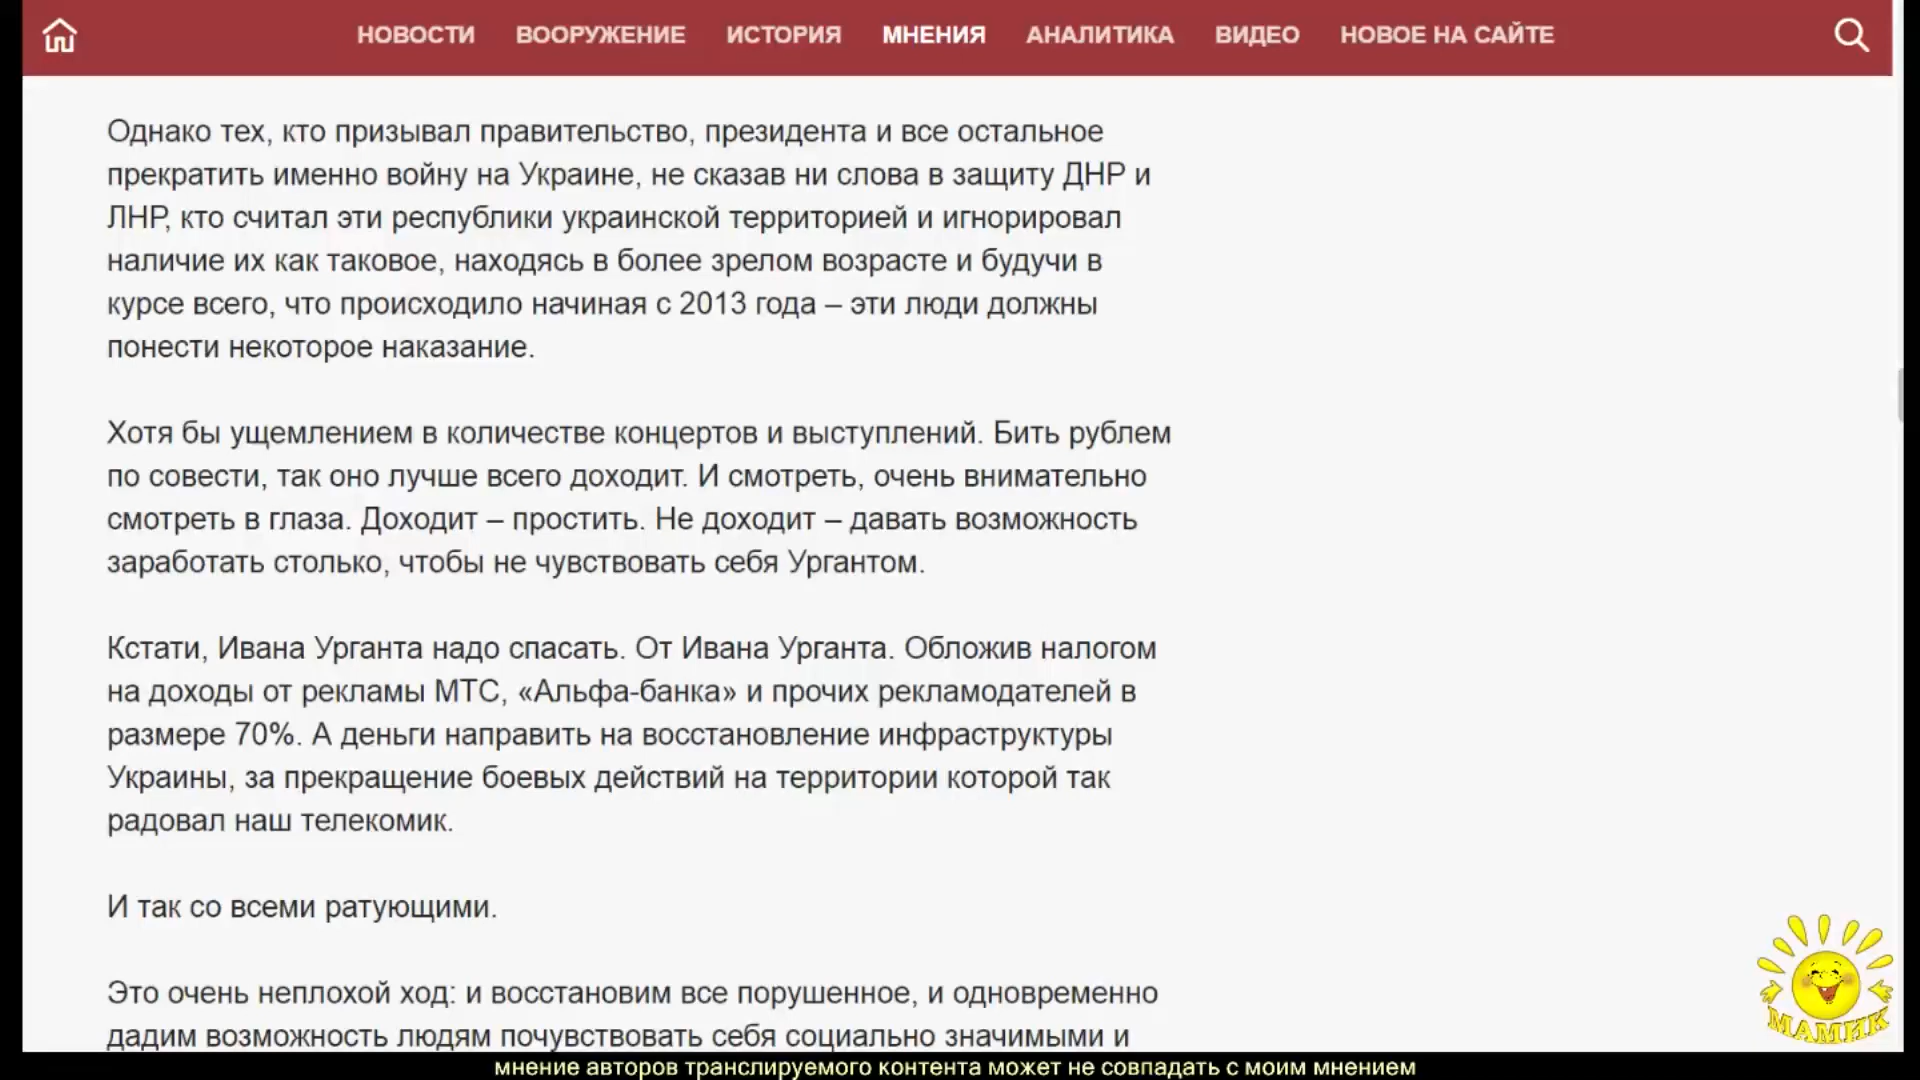 НОВОСТИ ВООРУЖЕНИЕ ИСТОРИЯ МНЕНИЯ АНАЛИТИКА ВИДЕО НОВОЕ НА САЙТЕ
Однако тех, кто призывал правительство, президента и все остальное
прекратить именно войну на Украине, не сказав ни слова в защиту ДНР и
ЛНР, кто считал эти республики украинской территорией и игнорировал
наличие их как таковое, находясь в более зрелом возрасте и будучи в
курсе всего, что происходило начиная с 2013 года – эти люди должны
понести некоторое наказание.
Хотя бы ущемлением в количестве концертов и выступлений. Бить рублем
по совести, так оно лучше всего доходит. И смотреть, очень внимательно
смотреть в глаза. Доходит – простить. Не доходит – давать возможность
заработать столько, чтобы не чувствовать себя Ургантом.
Кстати, Ивана Урганта надо спасать. От Ивана Урганта. Обложив налогом
на доходы от рекламы МТС, «Альфа-банка» и прочих рекламодателей в
размере 70%. А деньги направить на восстановление инфраструктуры
Украины, за прекращение боевых действий на территории которой так
радовал наш телекомик.
И так со всеми ратующими.
Это очень неплохой ход: и восстановим все порушенное, и одновременно
дадим возможность людям почувствовать себя социально значимыми и
МАМИК
мнение авторов транслируемого контента может не совпадать с моим мнением